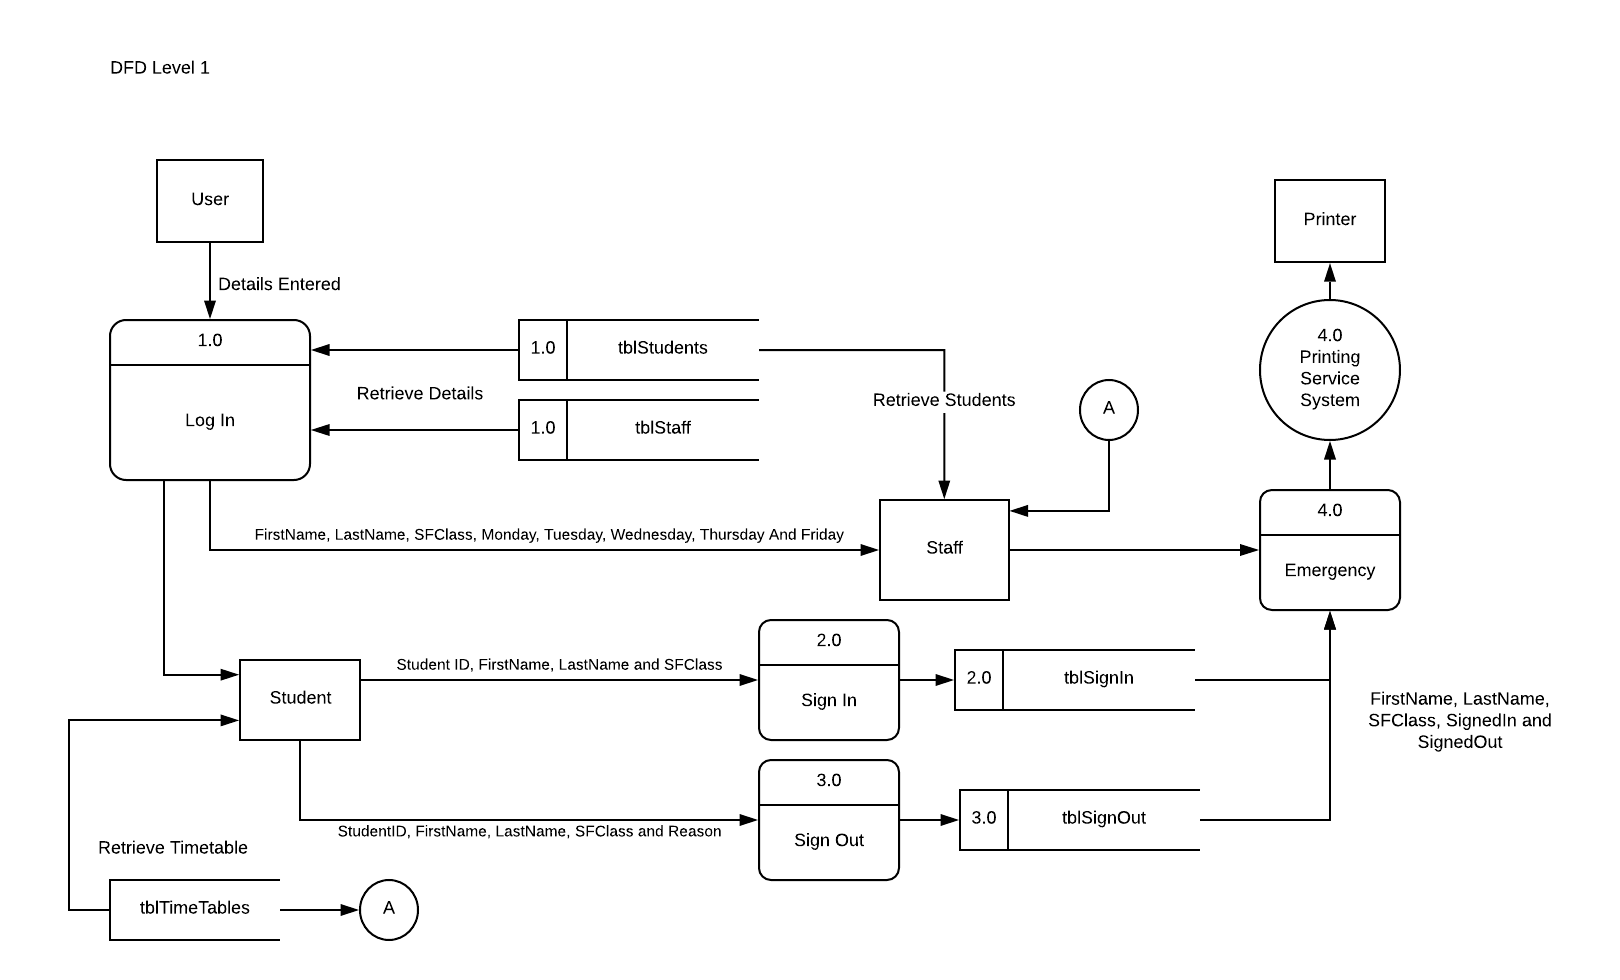 DFD Level 1
User
Printer
Details Entered
1.0
Log In
1.0
tblStudents
Retrieve Details
1.0
tblStaff
Retrieve Students
A
4.0
Printing
Service
System
4.0
Emergency
FirstName, LastName, SFClass, Monday, Tuesday, Wednesday, Thursday And Friday
Staff
Student
Student ID, FirstName, LastName and SFClass
2.0
Sign In
2.0
tblSignIn
FirstName, LastName,
SFClass, SignedIn and
SignedOut
3.0
Sign Out
3.0
tblSignOut
StudentID, FirstName, LastName, SFClass and Reason
Retrieve Timetable
tblTimeTables
A